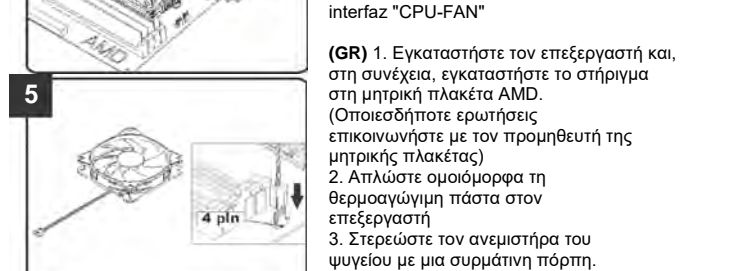 AMD
5
4 pln
interfaz "CPU-FAN"
(GR) 1. Εγκαταστήστε τον επεξεργαστή και,
στη συνέχεια, εγκαταστήστε το στήριγμα
στη μητρική πλακέτα AMD.
(Οποιεσδήποτε ερωτήσεις
επικοινωνήστε με τον προμηθευτή της
μητρικής πλακέτας)
2. Απλώστε ομοιόμορφα τη
θερμοαγώγιμη πάστα στον
επεξεργαστή
3. Στερεώστε τον ανεμιστήρα του
ψυγείου με μια συρμάτινη πόρπη.